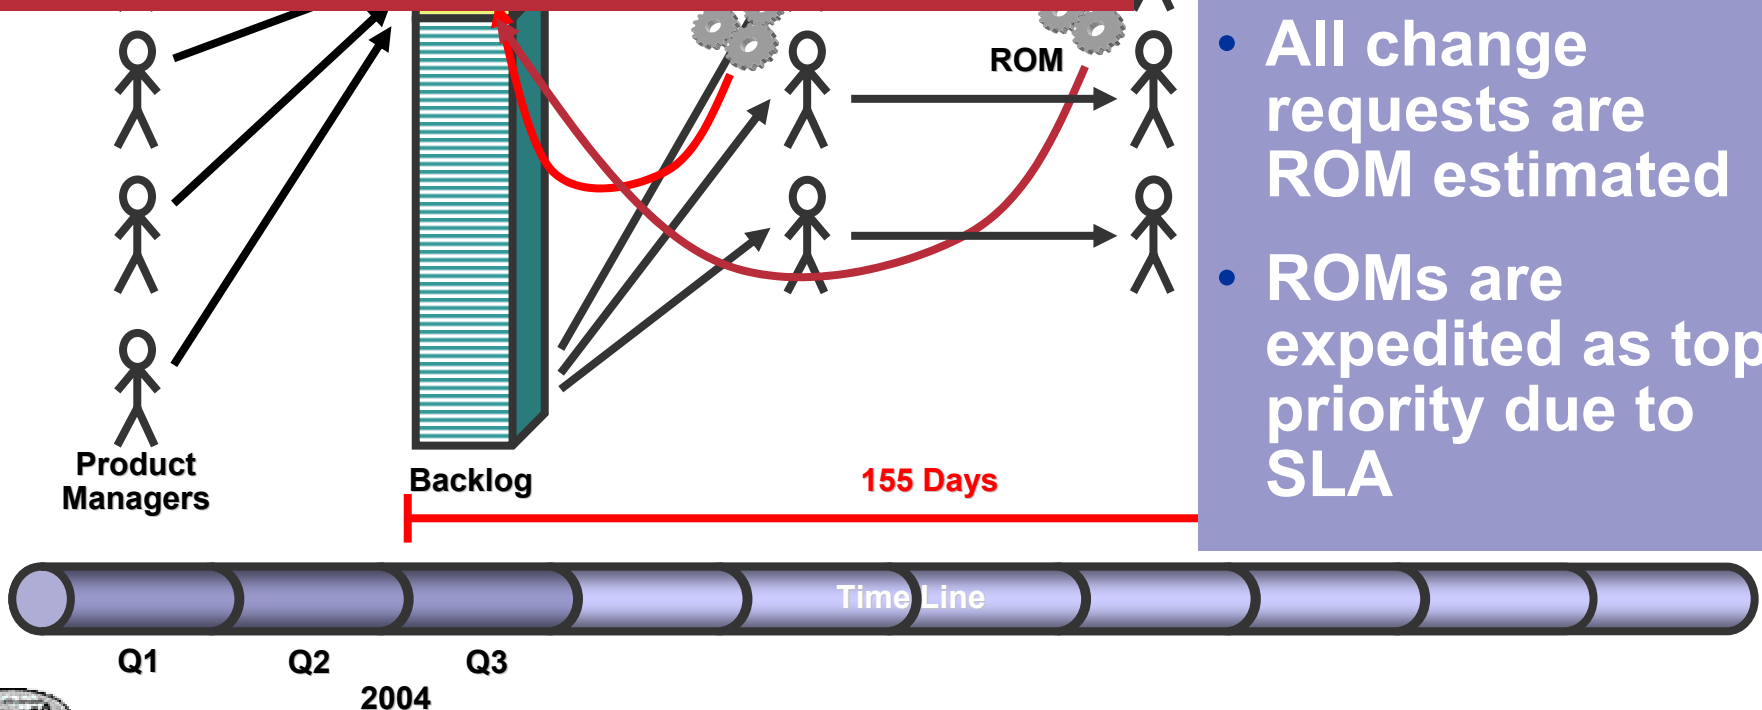 ROM
Product
Managers
Backlog
155 Days
• All change
requests are
ROM estimated
• ROMs are
expedited as top
priority due to
SLA
Time Line
Q1
Q2
Q3
2004